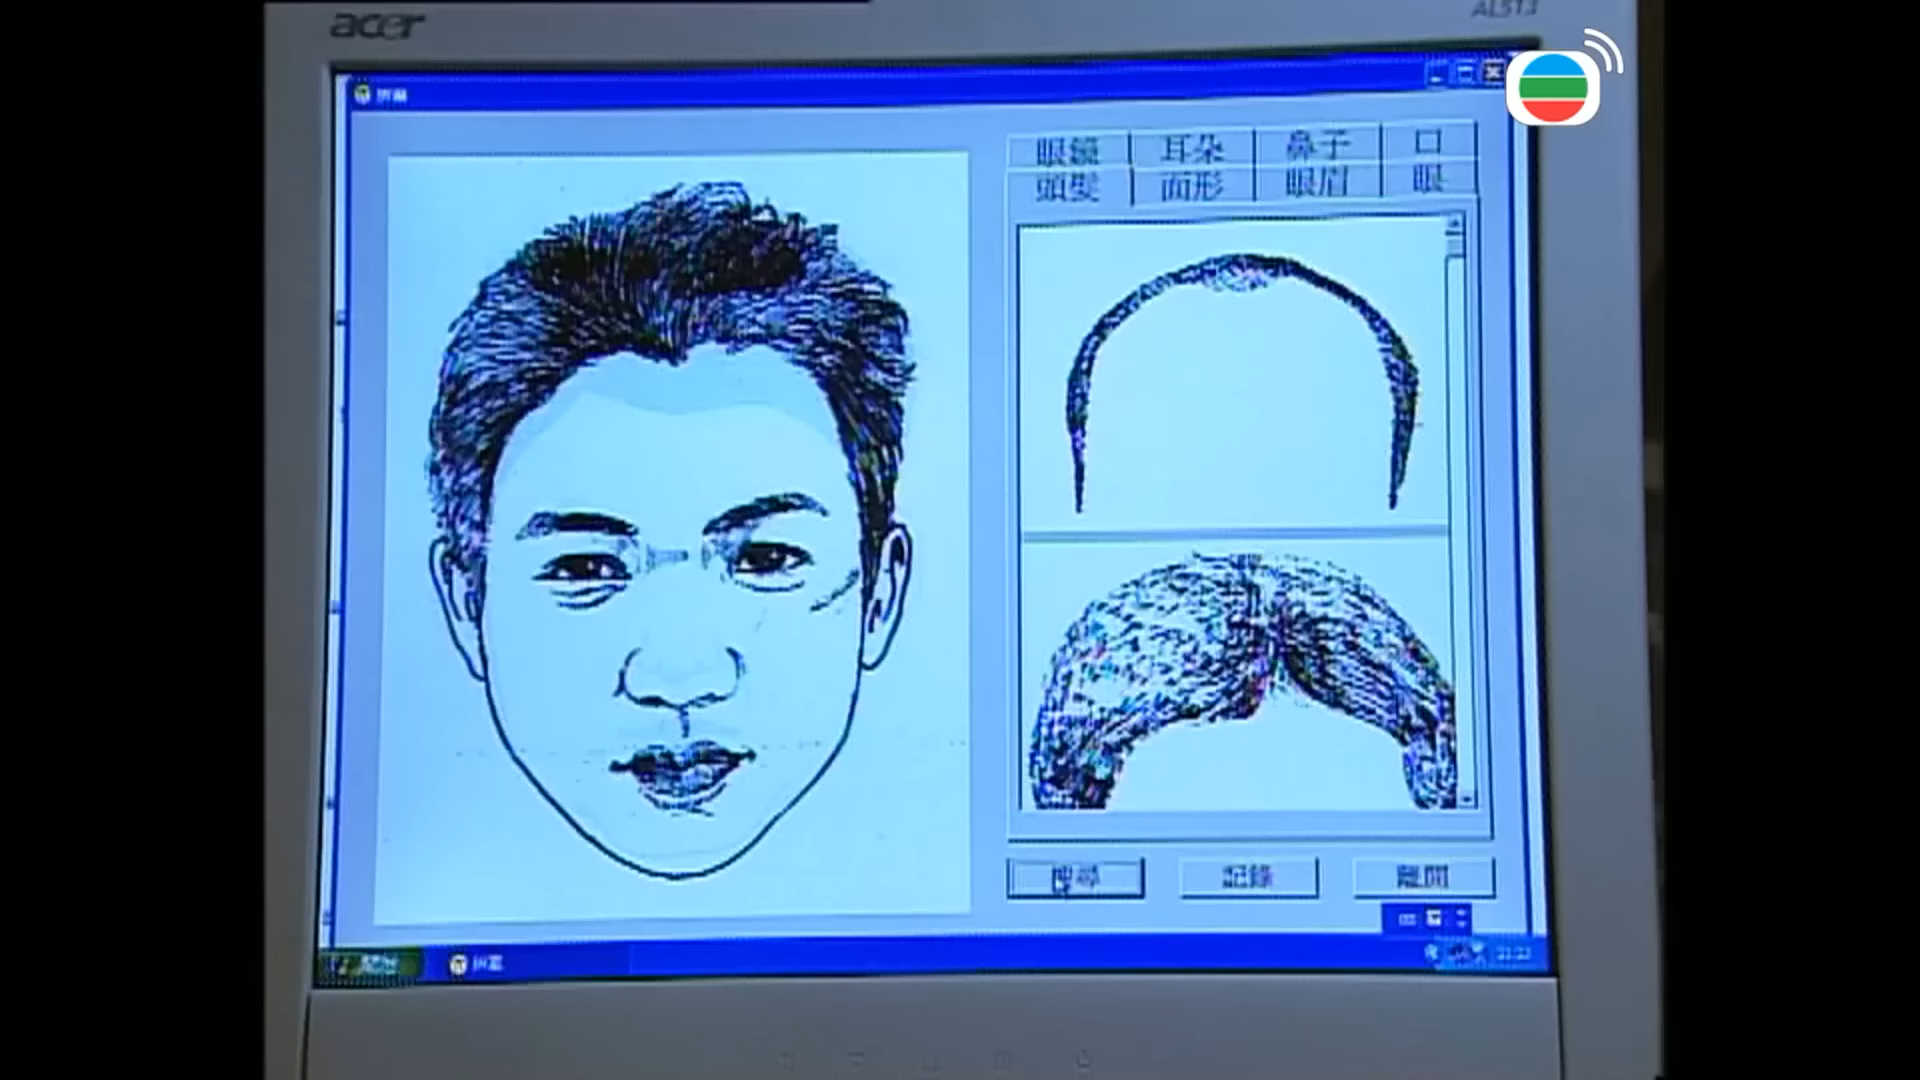 acer
AL513
眼鏡 耳朵 鼻子 口
頭髮 面形 眼眉 眼
搜尋 記錄 離開